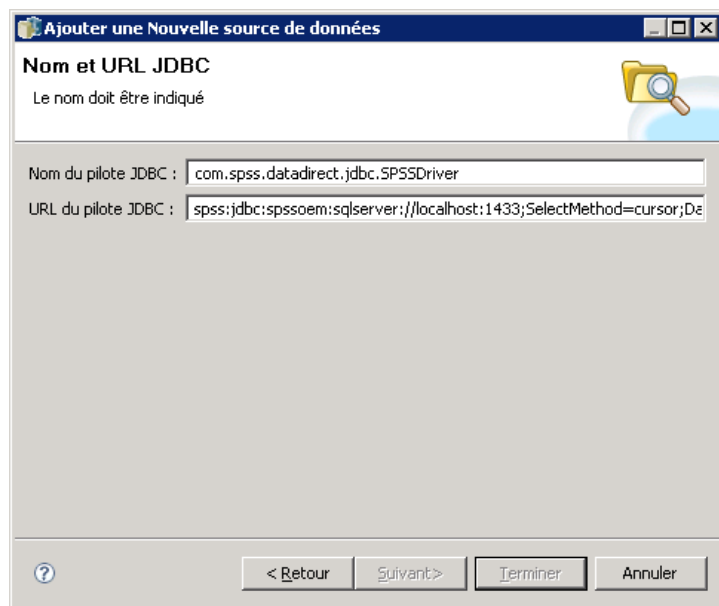 Ajouter une Nouvelle source de données
Nom et URL JDBC
Le nom doit être indiqué
Nom du pilote JDBC : com.spss.datadirect.jdbc.SPSSDriver
URL du pilote JDBC : spss:jdbc:spssoem:sqlserver://localhost:1433;SelectMethod=cursor;Da
? < Retour Suivant> Terminer Annuler